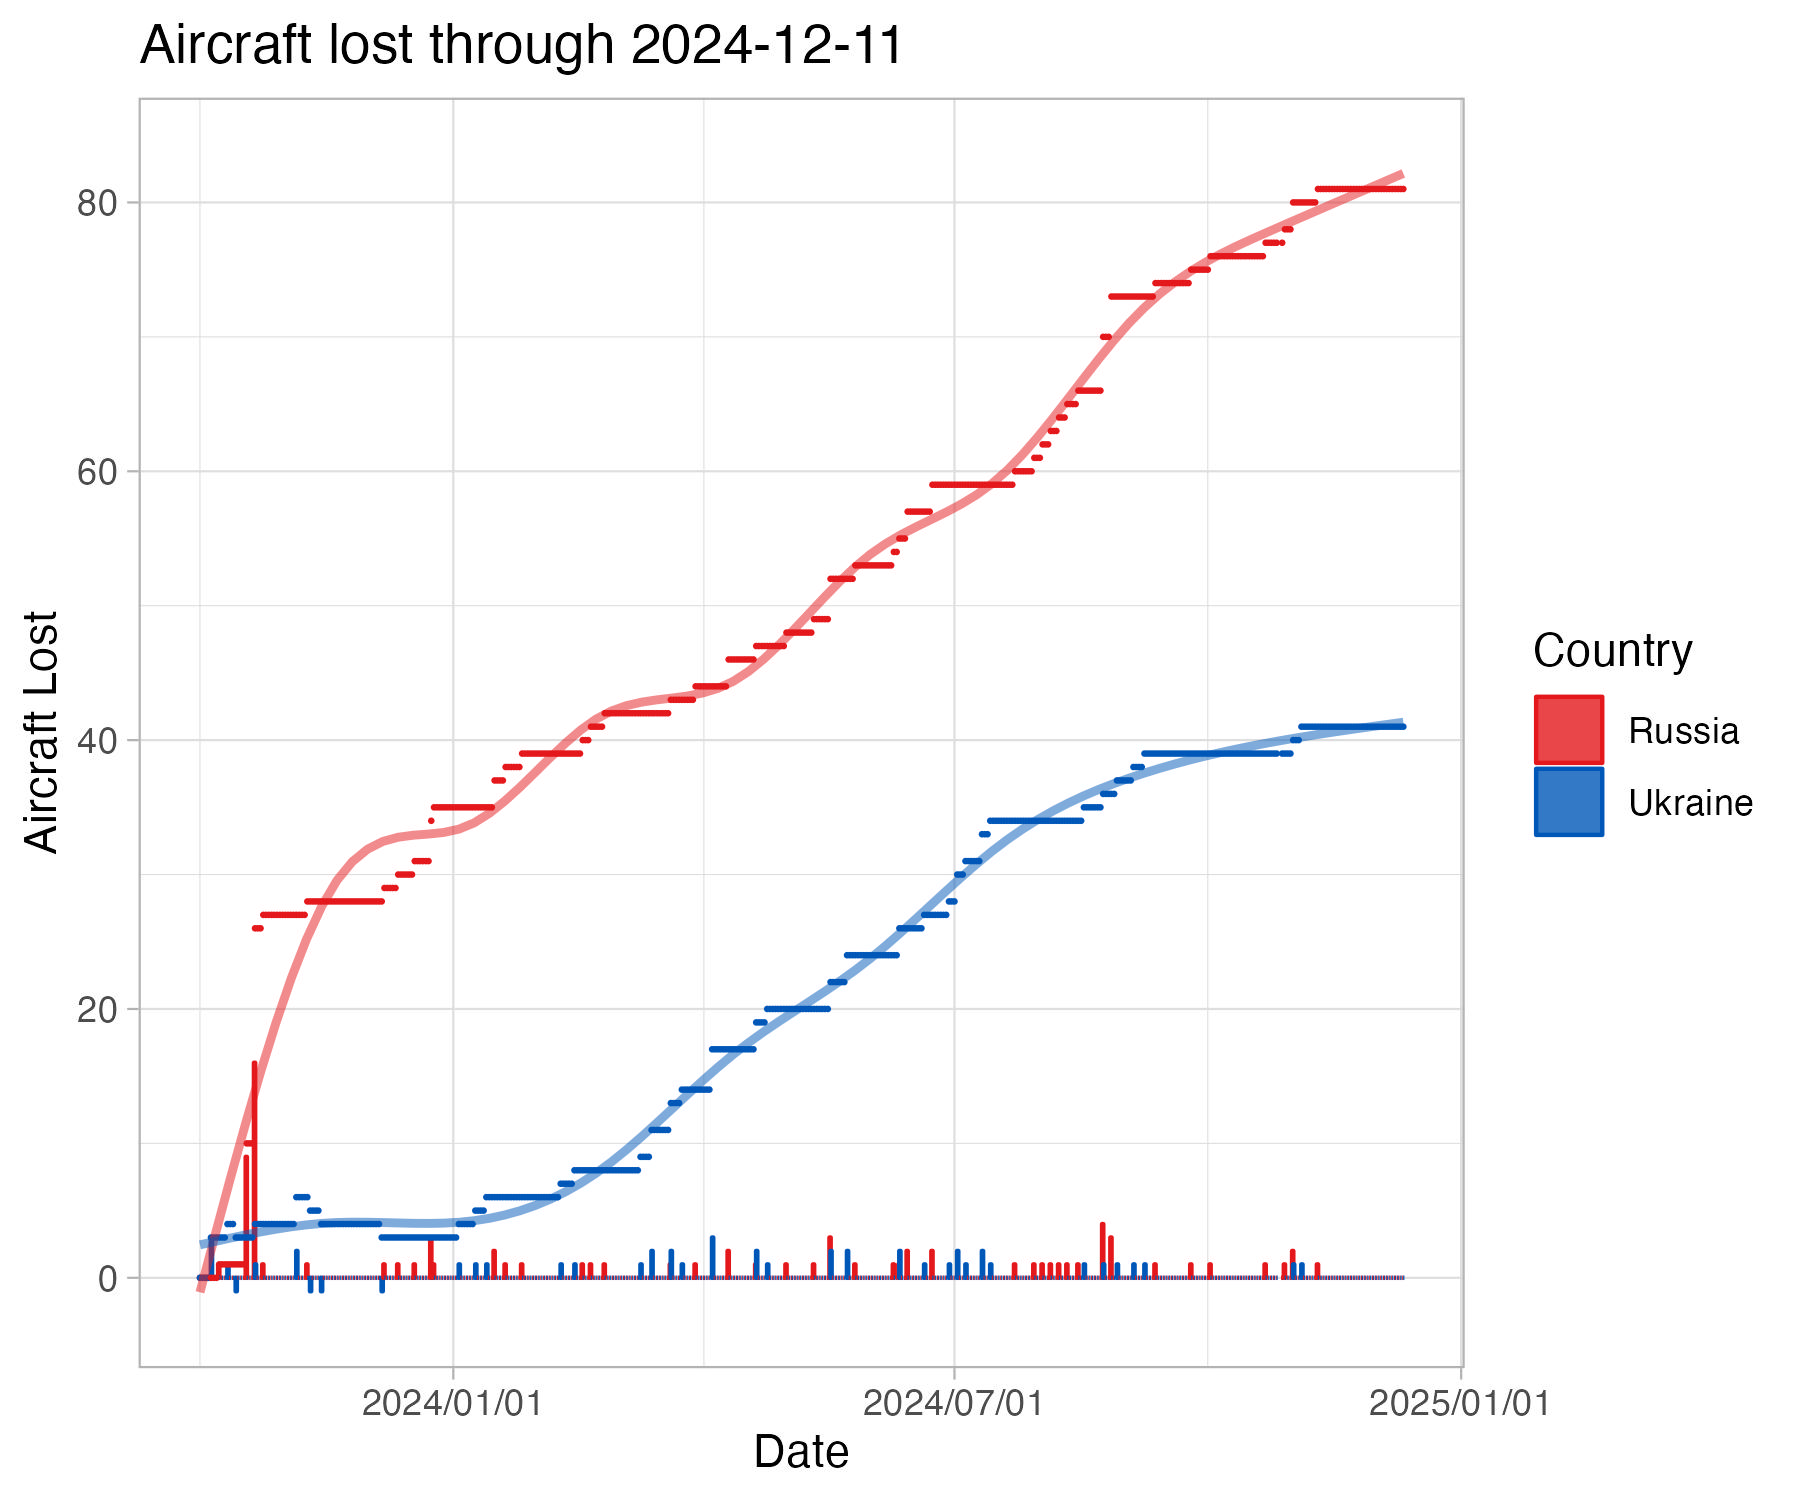 Aircraft lost through 2024-12-11
Aircraft Lost
80
60
40
20
0
2024/01/01
2024/07/01
2025/01/01
Date
Country
Russia
Ukraine